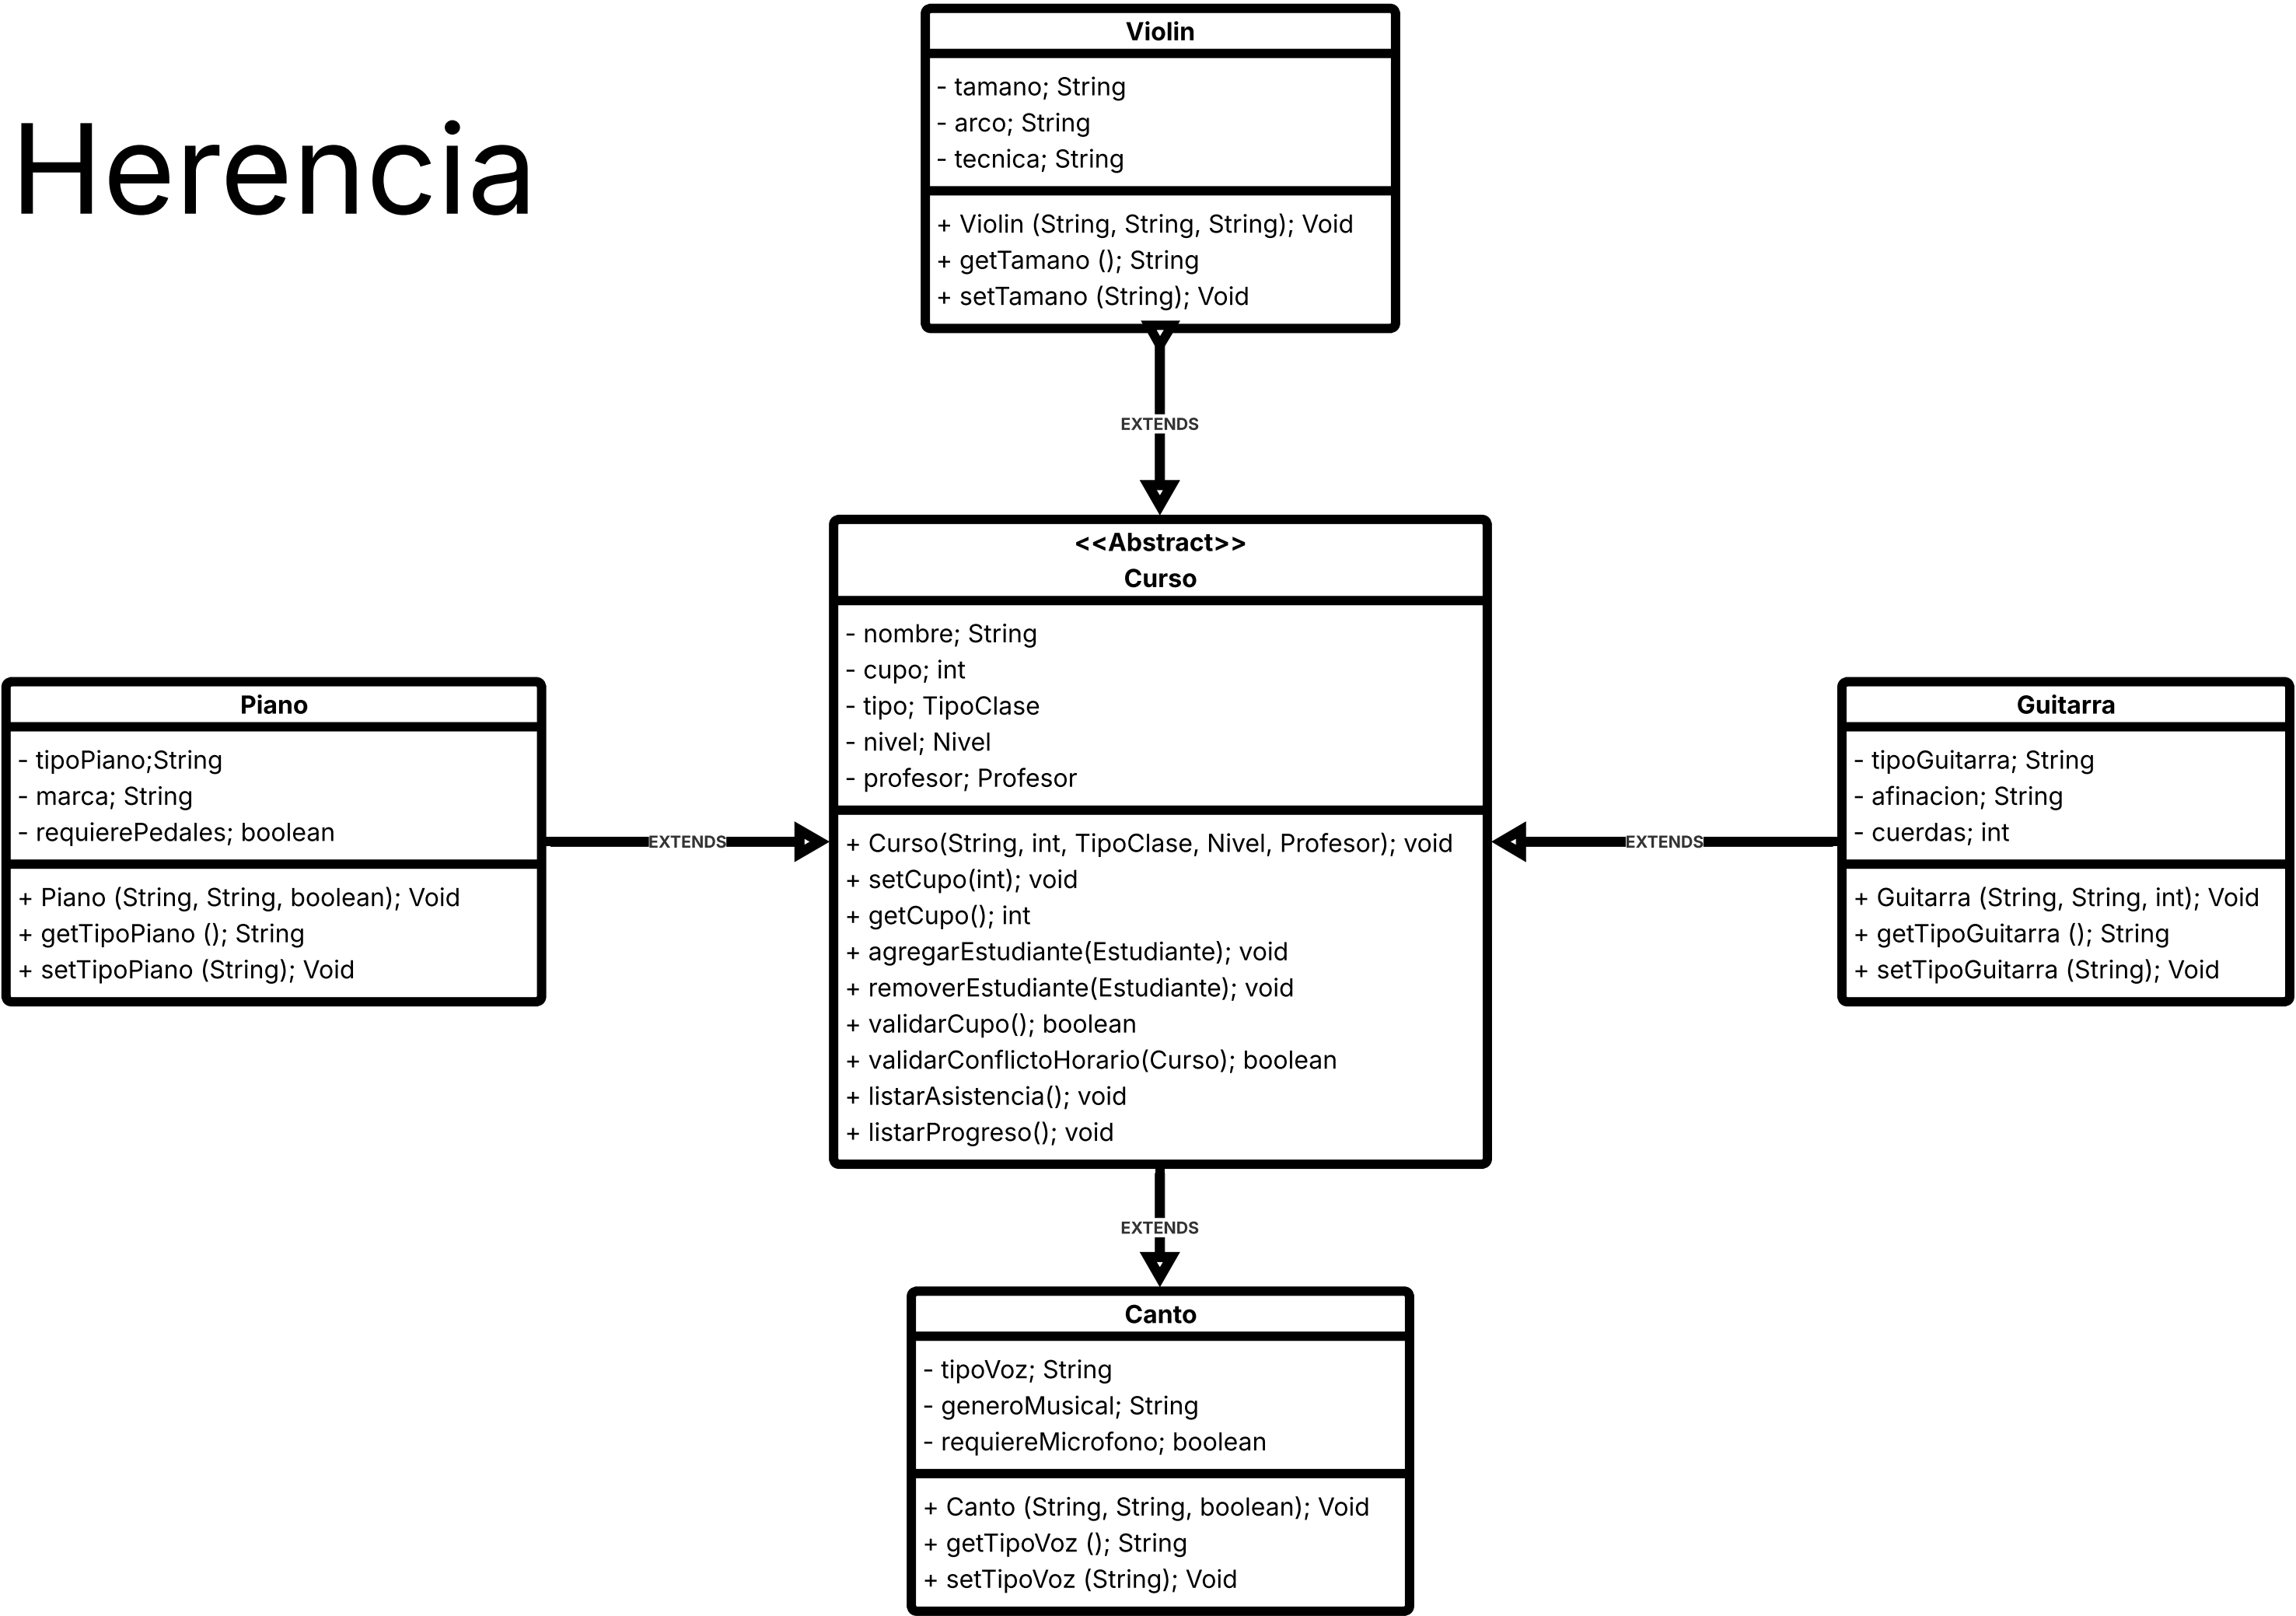 Herencia
Violin
- tamano; String
- arco; String
- tecnica; String
+ Violin (String, String, String); Void
+ getTamano (); String
+ setTamano (String); Void
EXTENDS
<<Abstract>>
Curso
- nombre; String
- cupo; int
- tipo; TipoClase
- nivel; Nivel
- profesor; Profesor
+ Curso(String, int, TipoClase, Nivel, Profesor); void
+ setCupo(int); void
+ getCupo(); int
+ agregarEstudiante(Estudiante); void
+ removerEstudiante(Estudiante); void
+ validarCupo(); boolean
+ validarConflictoHorario(Curso); boolean
+ listarAsistencia(); void
+ listarProgreso(); void
Piano
- tipoPiano;String
- marca; String
- requierePedales; boolean
+ Piano (String, String, boolean); Void
+ getTipoPiano (); String
+ setTipoPiano (String); Void
EXTENDS
EXTENDS
Guitarra
- tipoGuitarra; String
- afinacion; String
- cuerdas; int
+ Guitarra (String, String, int); Void
+ getTipoGuitarra (); String
+ setTipoGuitarra (String); Void
EXTENDS
Canto
- tipoVoz; String
- generoMusical; String
- requiereMicrofono; boolean
+ Canto (String, String, boolean); Void
+ getTipoVoz (); String
+ setTipoVoz (String); Void